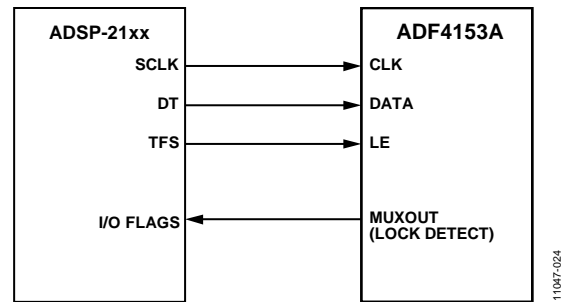 ADSP-21xx
SCLK
DT
TFS
I/O FLAGS
ADF4153A
CLK
DATA
LE
MUXOUT
(LOCK DETECT)
11047-024